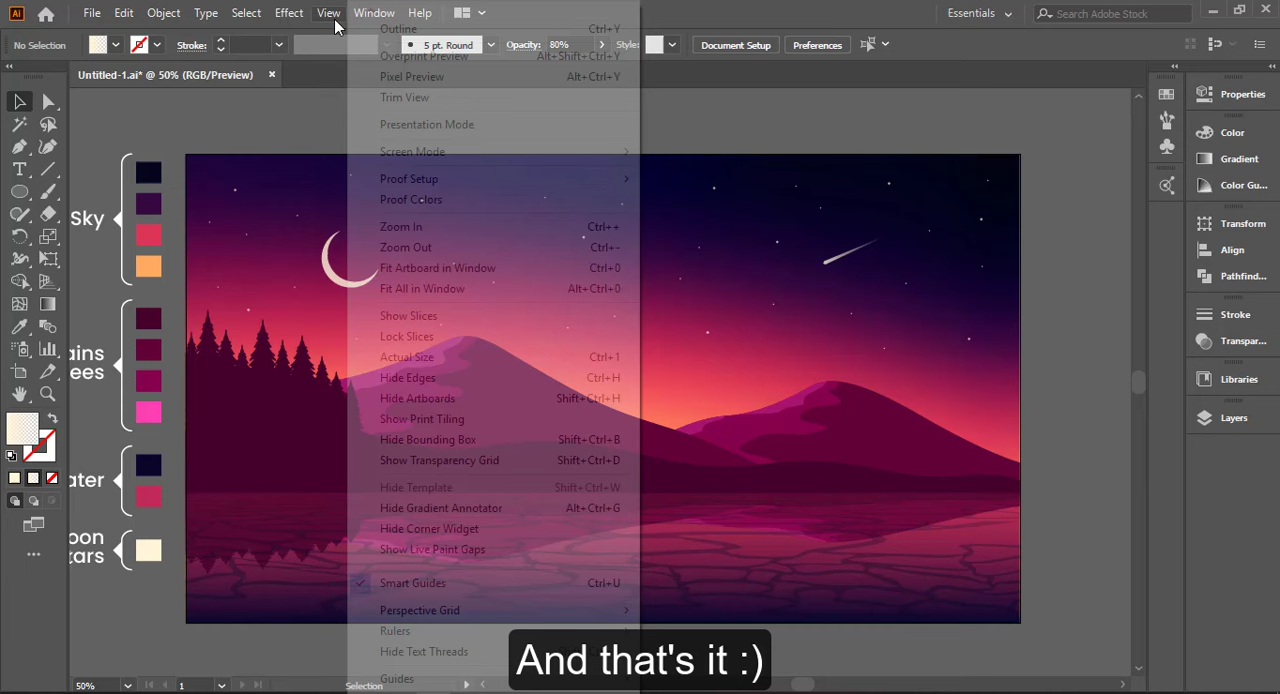 Ai File Edit Object Type Select Effect View Window Help Essentials Search Adobe Stock
No Selection Stroke: 5 pt. Round Opacity: 80% Style: Document Setup Preferences
Untitled-1.ai* @ 50% (RGB/Preview)
Outline Ctrl+Y
Overprint Preview Alt+Shift+Ctrl+Y
Pixel Preview Alt+Ctrl+Y
Trim View
Presentation Mode
Screen Mode
Proof Setup
Proof Colors
Zoom In Ctrl++
Zoom Out Ctrl+-
Fit Artboard in Window Ctrl+0
Fit All in Window Alt+Ctrl+0
Show Slices
Lock Slices
Actual Size Ctrl+1
Hide Edges Ctrl+H
Hide Artboards Shift+Ctrl+H
Show Print Tiling
Hide Bounding Box Shift+Ctrl+B
Show Transparency Grid Shift+Ctrl+D
Hide Template Shift+Ctrl+W
Hide Gradient Annotator Alt+Ctrl+G
Hide Corner Widget
Show Live Paint Gaps
Smart Guides Ctrl+U
Perspective Grid
Rulers
Hide Text Threads
Guides
Sky
ains
ees
ater
oon
tars
Properties
Color
Gradient
Color Gu...
Transform
Align
Pathfin...
Stroke
Transpar...
Libraries
Layers
And that's it :)
50% 1 Selection